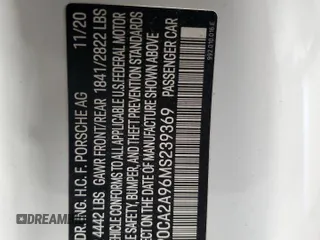 11/20
DR. ING. H.C. F. PORSCHE AG
4442 LBS GAWR FRONT/REAR 1841/2822 LBS
VEHICLE CONFORMS TO ALL APPLICABLE U.S. FEDERAL MOTOR
SAFETY, BUMPER, AND THEFT PREVENTION STANDARDS
ON THE DATE OF MANUFACTURE SHOWN ABOVE
0CA2A96MS239369 PASSENGER CAR
DREAM